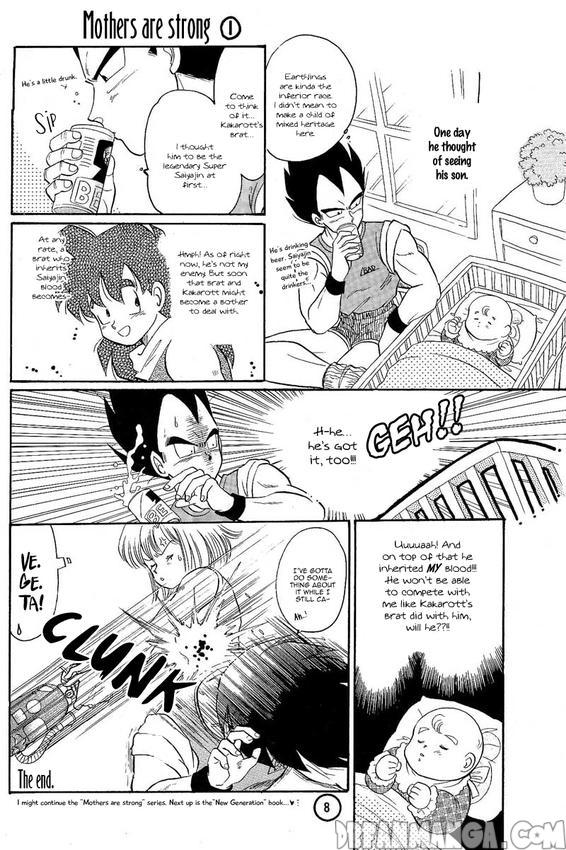 Mothers are strong ①
One day
he thought
of seeing
his son.
Earthlings
are kinda
the inferior race.
I didn't mean to
make a child of
mixed heritage
here.
He's drinking
beer. Saiyajin
seem to be
quite the
drinkers...
BAD
He's a little drunk.
SIP
BE
Come
to think
of it...
Kakarott's
brat...
I thought
him to be the
legendary Super
Saiyajin at
first...
Hmph! As of right
now, he's not my
enemy. But soon
that brat and
Kakarott might
become a bother
to deal with.
At any
rate, a
brat who
inherits
Saiyajin
blood
becomes-
GEH!!
H-he...
he's got
it, too!!!
BE
Uuuuaah! And
on top of that he
inherited MY blood!!!
He won't be able
to compete with
me like Kakarott's
brat did with him,
will he??!!
I'VE GOTTA
DO SOME-
THING ABOUT
IT WHILE I
STILL CA-
Ah..!
VE.
GE.
TA!
CLUNK
The end.
I might continue the "Mothers are strong" series. Next up is the "New Generation" book...♥
8
DREAMMANGA.COM